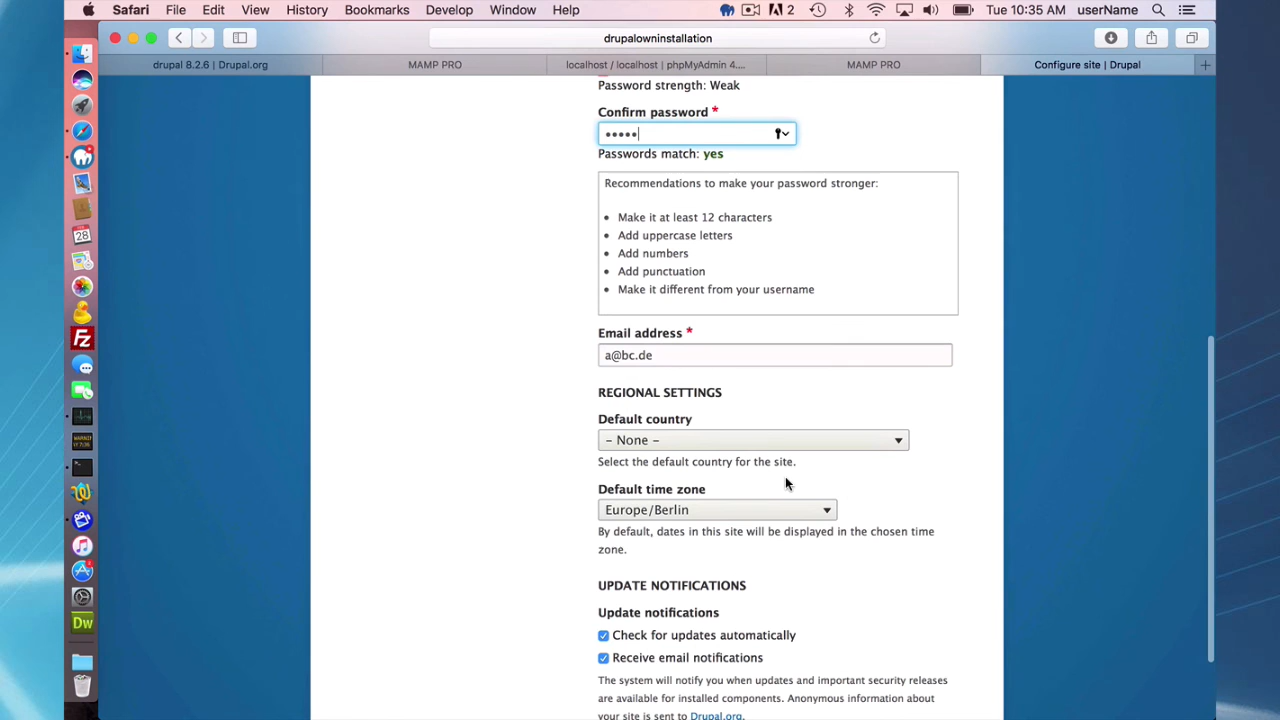 Safari File Edit View History Bookmarks Develop Window Help
2
Tue 10:35 AM userName
drupalowninstallation
drupal 8.2.6 | Drupal.org
MAMP PRO
localhost / localhost | phpMyAdmin 4....
MAMP PRO
Configure site | Drupal
Password strength: Weak
Confirm password *
•••••
Passwords match: yes
Recommendations to make your password stronger:
• Make it at least 12 characters
• Add uppercase letters
• Add numbers
• Add punctuation
• Make it different from your username
Email address *
a@bc.de
REGIONAL SETTINGS
Default country
- None -
Select the default country for the site.
Default time zone
Europe/Berlin
By default, dates in this site will be displayed in the chosen time
zone.
UPDATE NOTIFICATIONS
Update notifications
Check for updates automatically
Receive email notifications
The system will notify you when updates and important security releases
are available for installed components. Anonymous information about
your site is sent to Drupal.org.
28
Fz
Dw